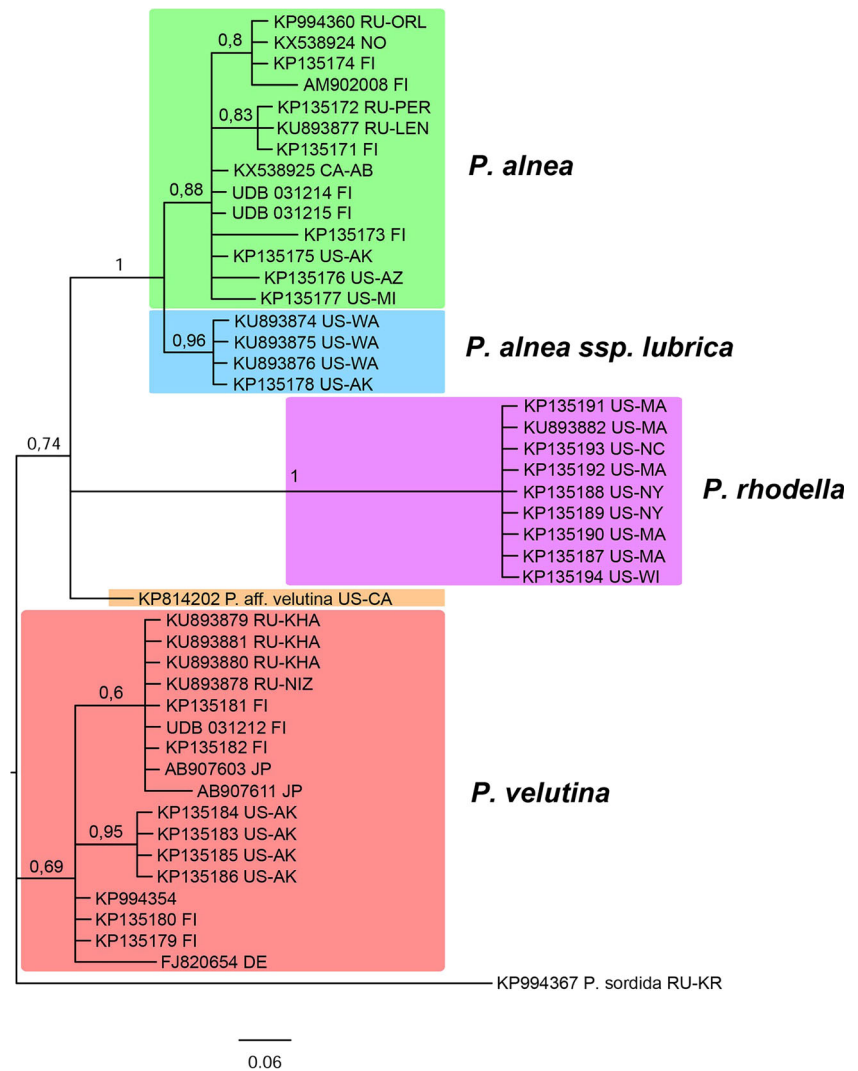 KP994360 RU-ORL
0,8
KX538924 NO
KP135174 FI
AM902008 FI
KP135172 RU-PER
0,83
KU893877 RU-LEN
KP135171 FI
P. alnea
KX538925 CA-AB
0,88
UDB 031214 FI
UDB 031215 FI
KP135173 FI
KP135175 US-AK
1
KP135176 US-AZ
KP135177 US-MI
KU893874 US-WA
0,96
KU893875 US-WA
P. alnea ssp. lubrica
KU893876 US-WA
KP135178 US-AK
KP135191 US-MA
KU893882 US-MA
0,74
KP135193 US-NC
KP135192 US-MA
1
KP135188 US-NY
P. rhodella
KP135189 US-NY
KP135190 US-MA
KP135187 US-MA
KP135194 US-WI
KP814202 P. aff. velutina US-CA
KU893879 RU-KHA
KU893881 RU-KHA
KU893880 RU-KHA
KU893878 RU-NIZ
0,6
KP135181 FI
UDB 031212 FI
KP135182 FI
AB907603 JP
AB907611 JP
P. velutina
KP135184 US-AK
0,95
KP135183 US-AK
KP135185 US-AK
0,69
KP135186 US-AK
KP994354
KP135180 FI
KP135179 FI
FJ820654 DE
KP994367 P. sordida RU-KR
0.06